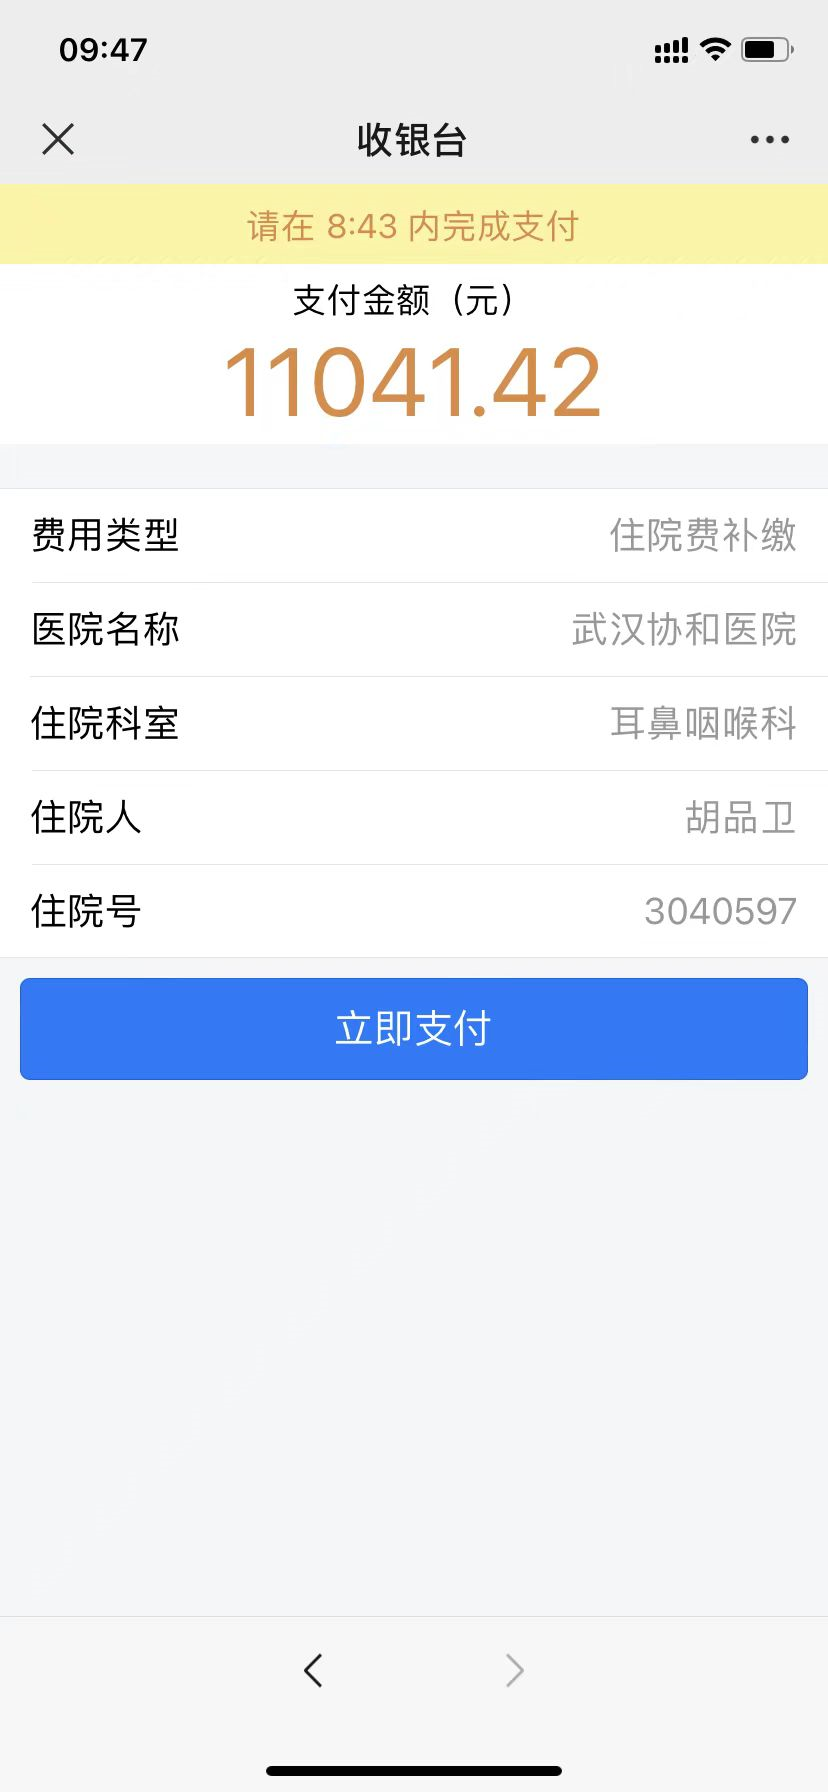 09:47
收银台
请在 8:43 内完成支付
支付金额（元）
11041.42
费用类型 住院费补缴
医院名称 武汉协和医院
住院科室 耳鼻咽喉科
住院人 胡品卫
住院号 3040597
立即支付